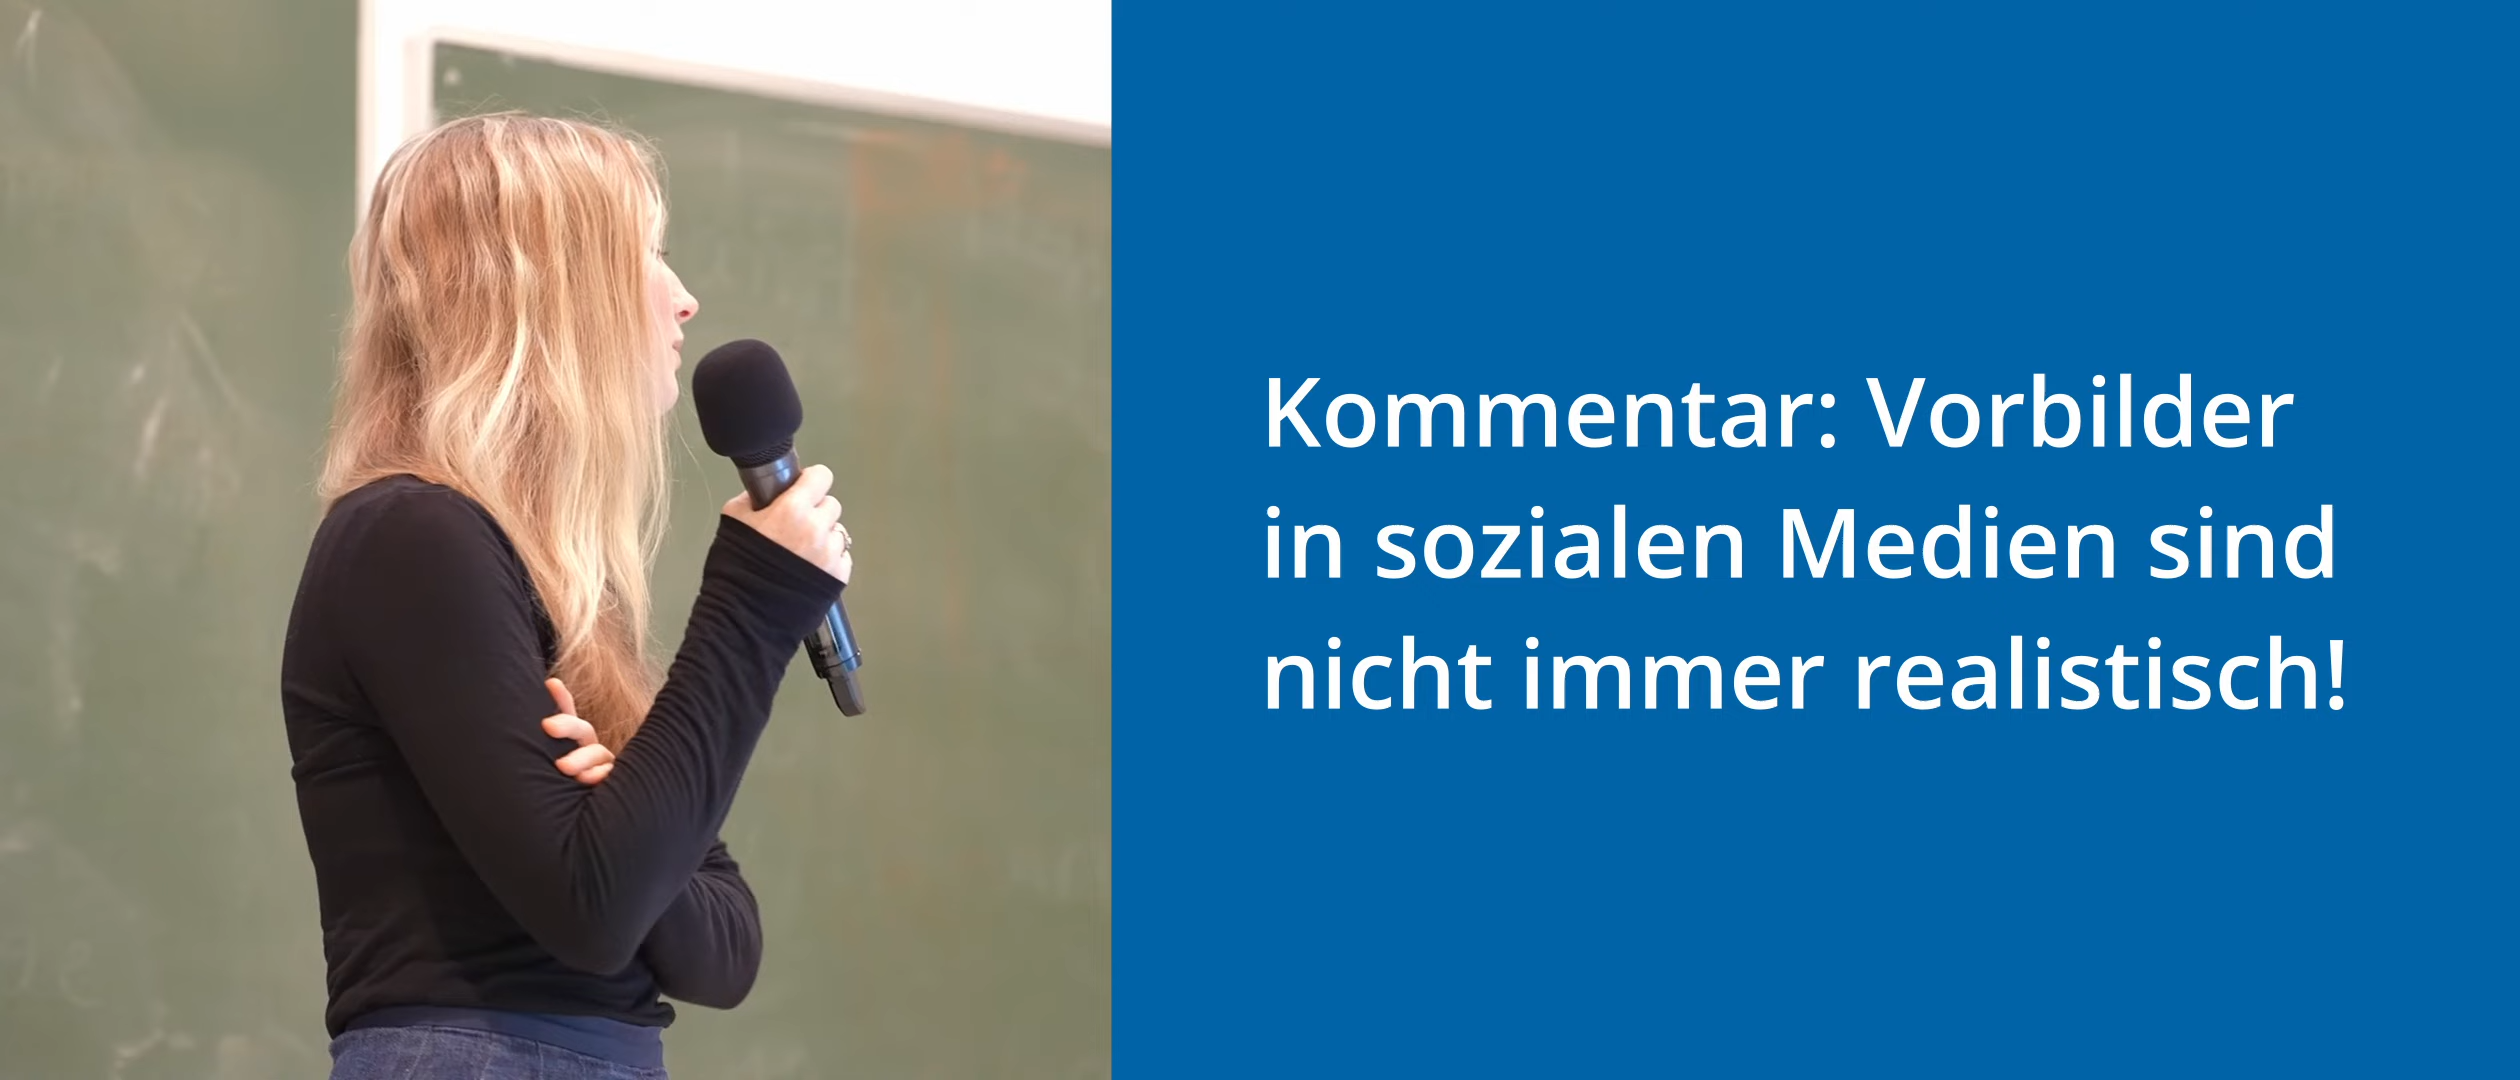 Kommentar: Vorbilder
in sozialen Medien sind
nicht immer realistisch!